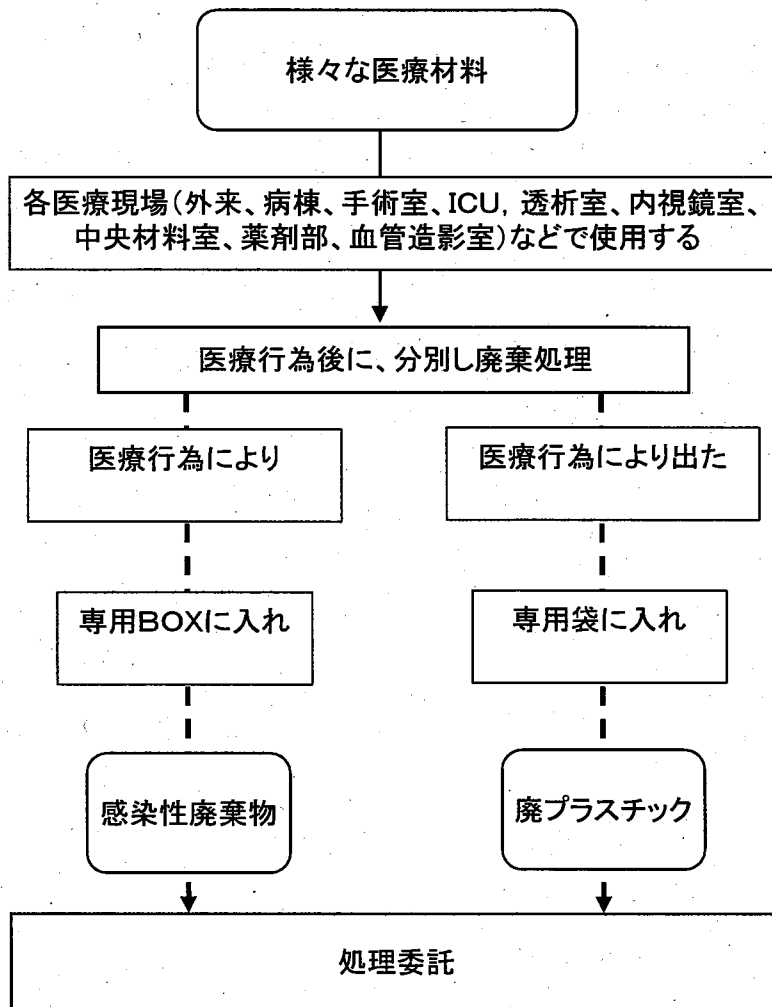 様々な医療材料
各医療現場(外来、病棟、手術室、ICU, 透析室、内視鏡室、
中央材料室、薬剤部、血管造影室)などで使用する
医療行為後に、分別し廃棄処理
医療行為により
医療行為により出た
専用BOXに入れ
専用袋に入れ
感染性廃棄物
廃プラスチック
処理委託